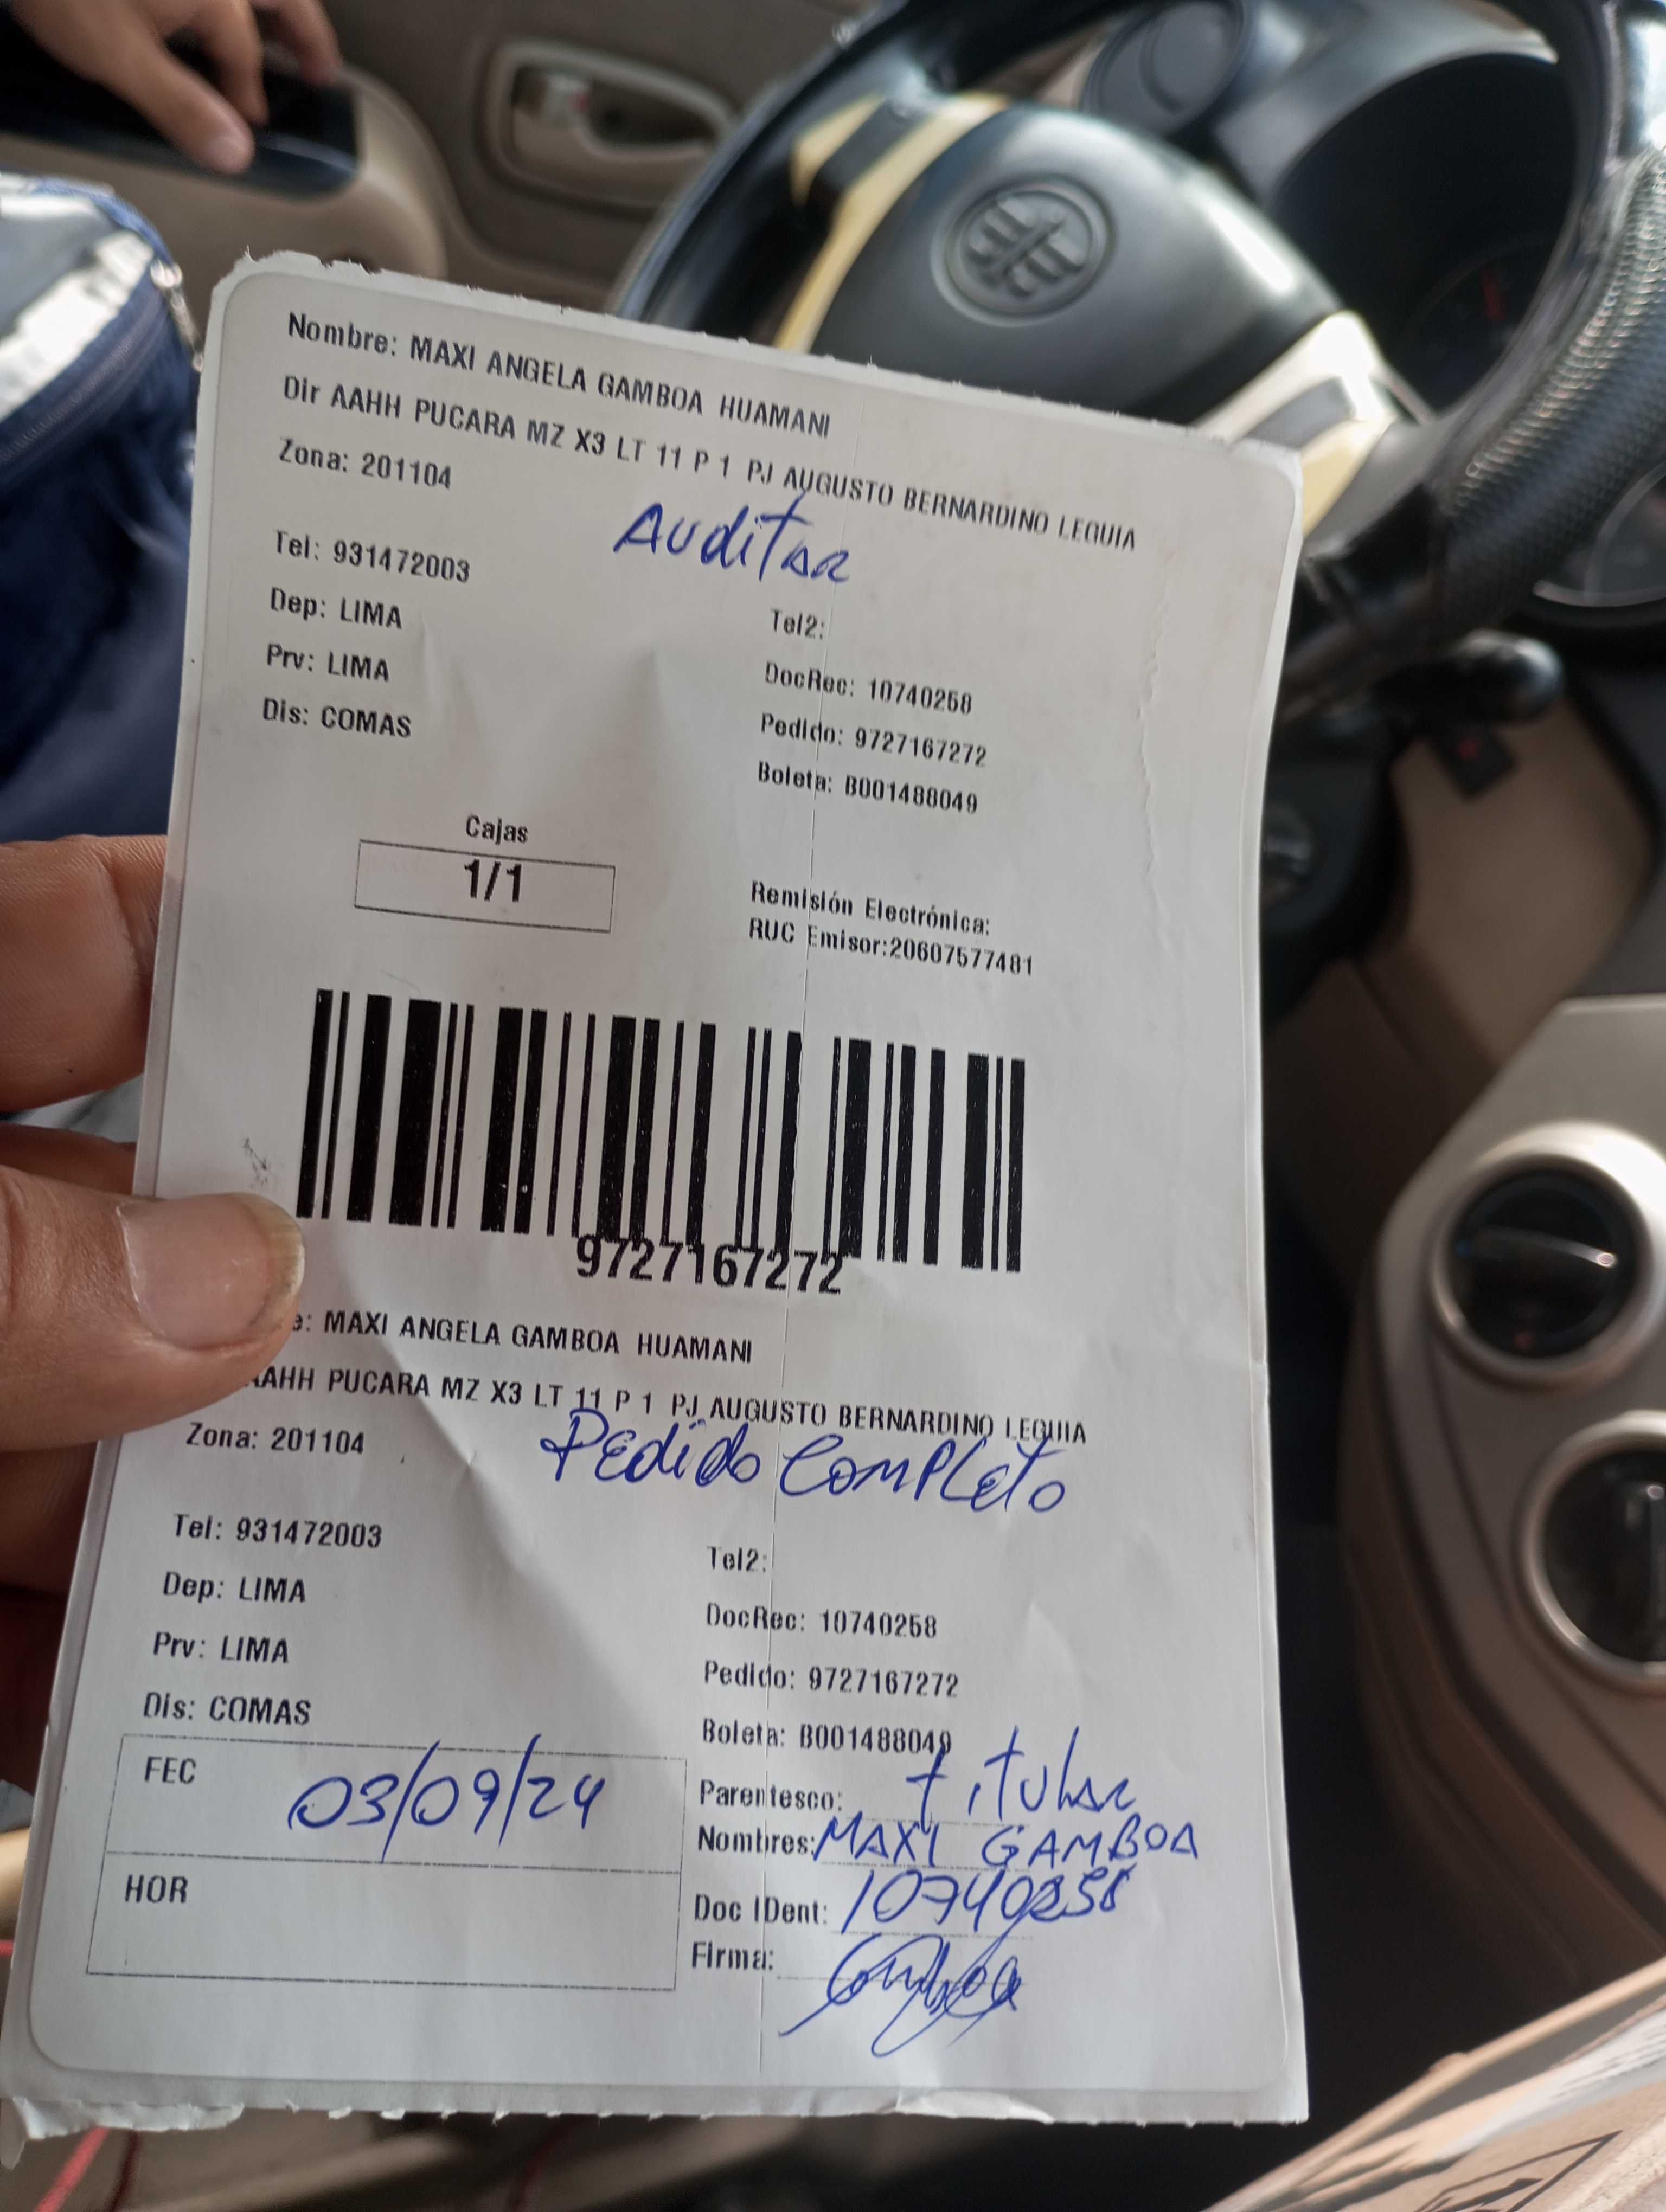 Nombre: MAXI ANGELA GAMBOA HUAMANI
Dir AAHH PUCARA MZ X3 LT 11 P 1 PJ AUGUSTO BERNARDINO LEGUIA
Zona: 201104
Auditar
Tel: 931472003
Tel2:
Dep: LIMA
DocRec: 10740258
Prv: LIMA
Pedido: 9727167272
Dis: COMAS
Boleta: B001488049
Cajas
1/1
Remisión Electrónica:
RUC Emisor:20607577481
9727167272
e: MAXI ANGELA GAMBOA HUAMANI
AAHH PUCARA MZ X3 LT 11 P 1 PJ AUGUSTO BERNARDINO LEGUIA
Zona: 201104
Pedido Completo
Tel: 931472003
Tel2:
Dep: LIMA
DocRec: 10740258
Prv: LIMA
Pedido: 9727167272
Dis: COMAS
Boleta: B001488049
FEC 03/09/24
Parentesco: titular
Nombres: MAXI GAMBOA
HOR
Doc IDent: 10740258
Firma: Gamboa